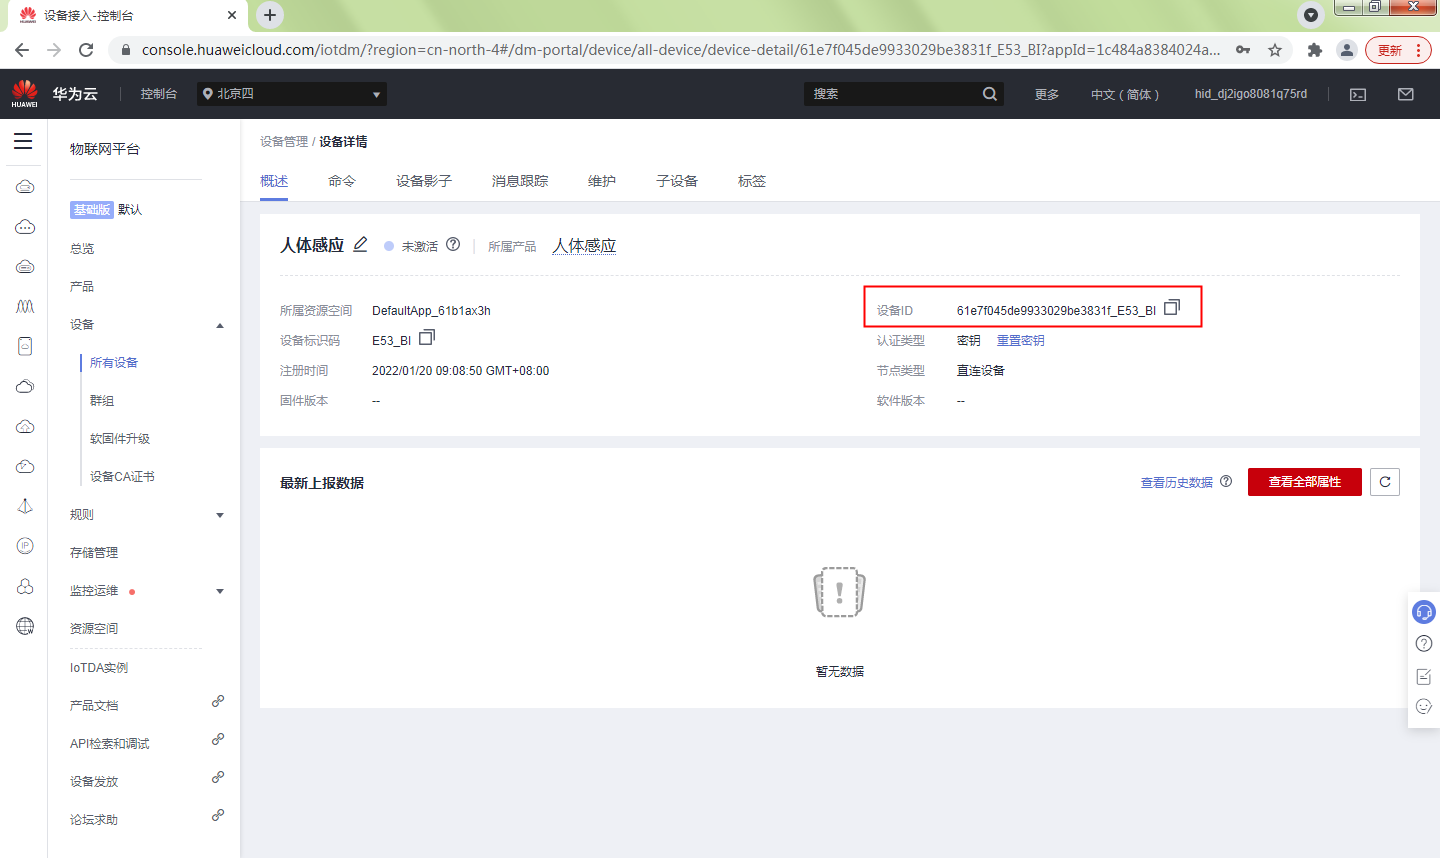 设备接入-控制台
console.huaweicloud.com/iotdm/?region=cn-north-4#/dm-portal/device/all-device/device-detail/61e7f045de9933029be3831f_E53_BI?appId=1c484a8384024a...
更新
HUAWEI
华为云
控制台
北京四
搜索
更多
中文（简体）
hid_dj2igo8081q75rd
物联网平台
基础版 默认
总览
产品
设备
所有设备
群组
软固件升级
设备CA证书
规则
存储管理
监控运维
资源空间
IoTDA实例
产品文档
API检索和调试
设备发放
论坛求助
设备管理 / 设备详情
概述 命令 设备影子 消息跟踪 维护 子设备 标签
人体感应 未激活 所属产品 人体感应
所属资源空间 DefaultApp_61b1ax3h
设备ID 61e7f045de9933029be3831f_E53_BI
设备标识码 E53_BI
认证类型 密钥 重置密钥
注册时间 2022/01/20 09:08:50 GMT+08:00
节点类型 直连设备
固件版本 --
软件版本 --
最新上报数据
查看历史数据
查看全部属性
暂无数据